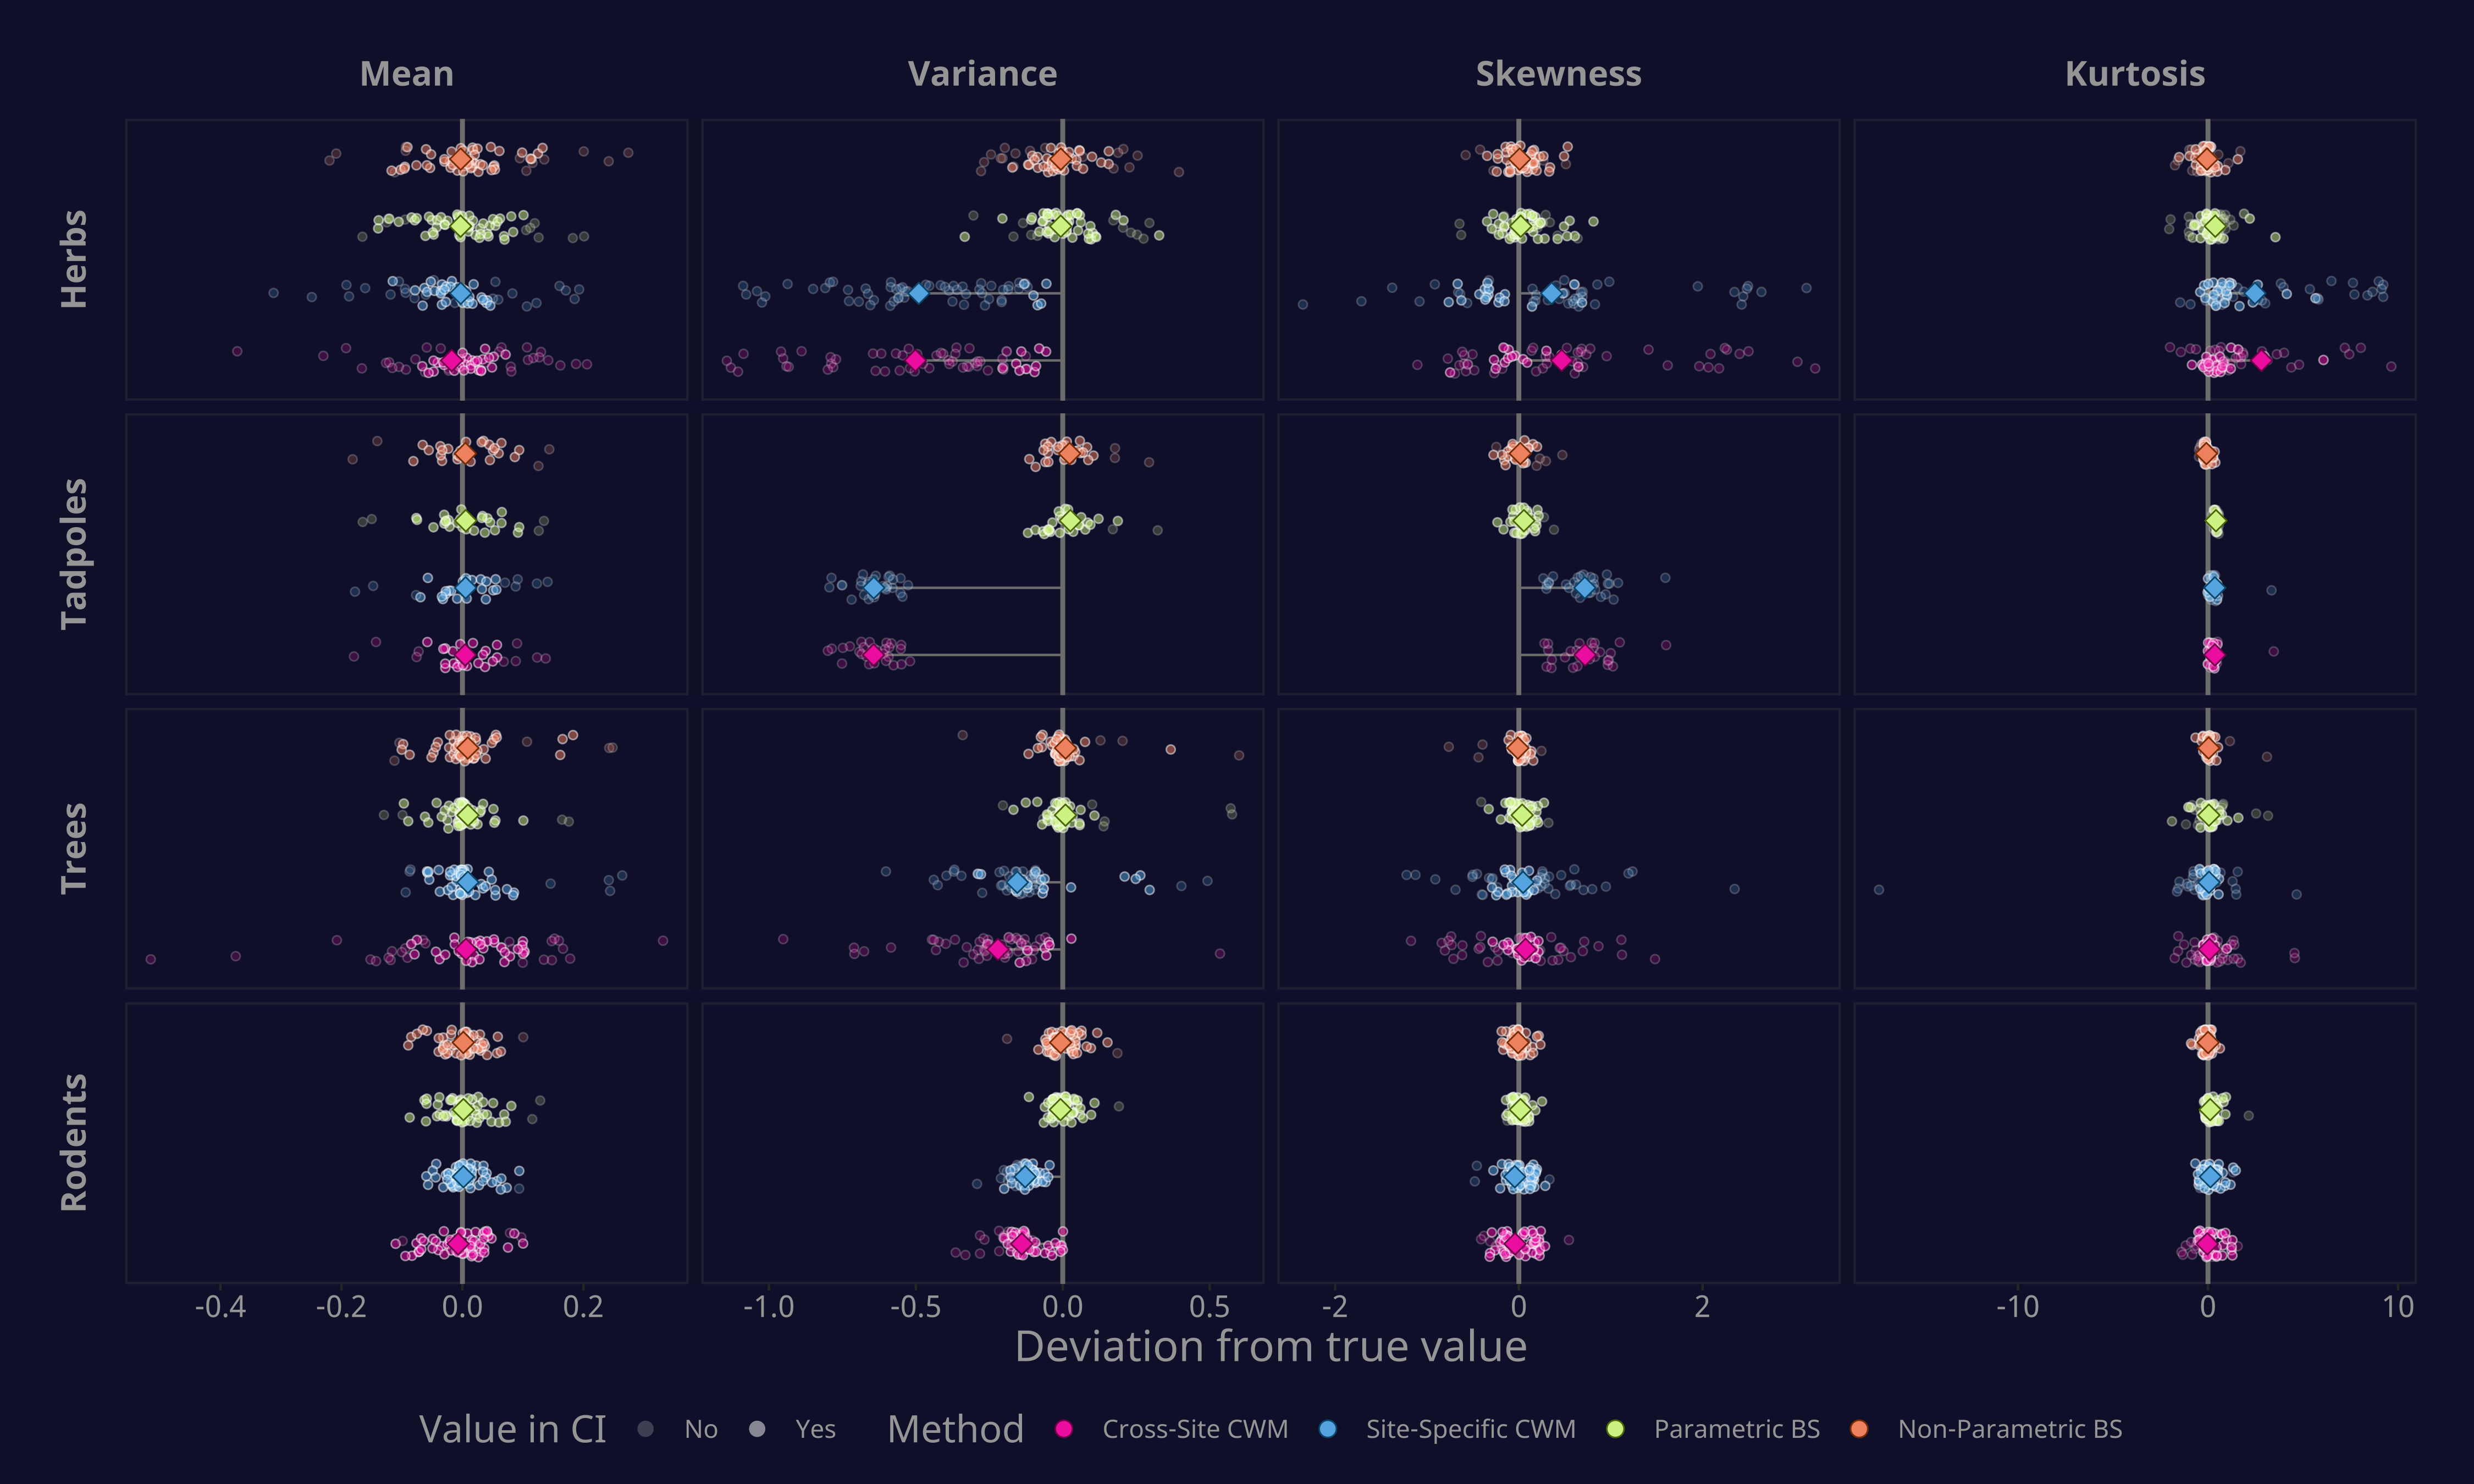 Mean Variance Skewness Kurtosis
Herbs
Tadpoles
Trees
Rodents
-0.4 -0.2 0.0 0.2 -1.0 -0.5 0.0 0.5 -2 0 2 -10 0 10
Deviation from true value
Value in CI No Yes Method Cross-Site CWM Site-Specific CWM Parametric BS Non-Parametric BS